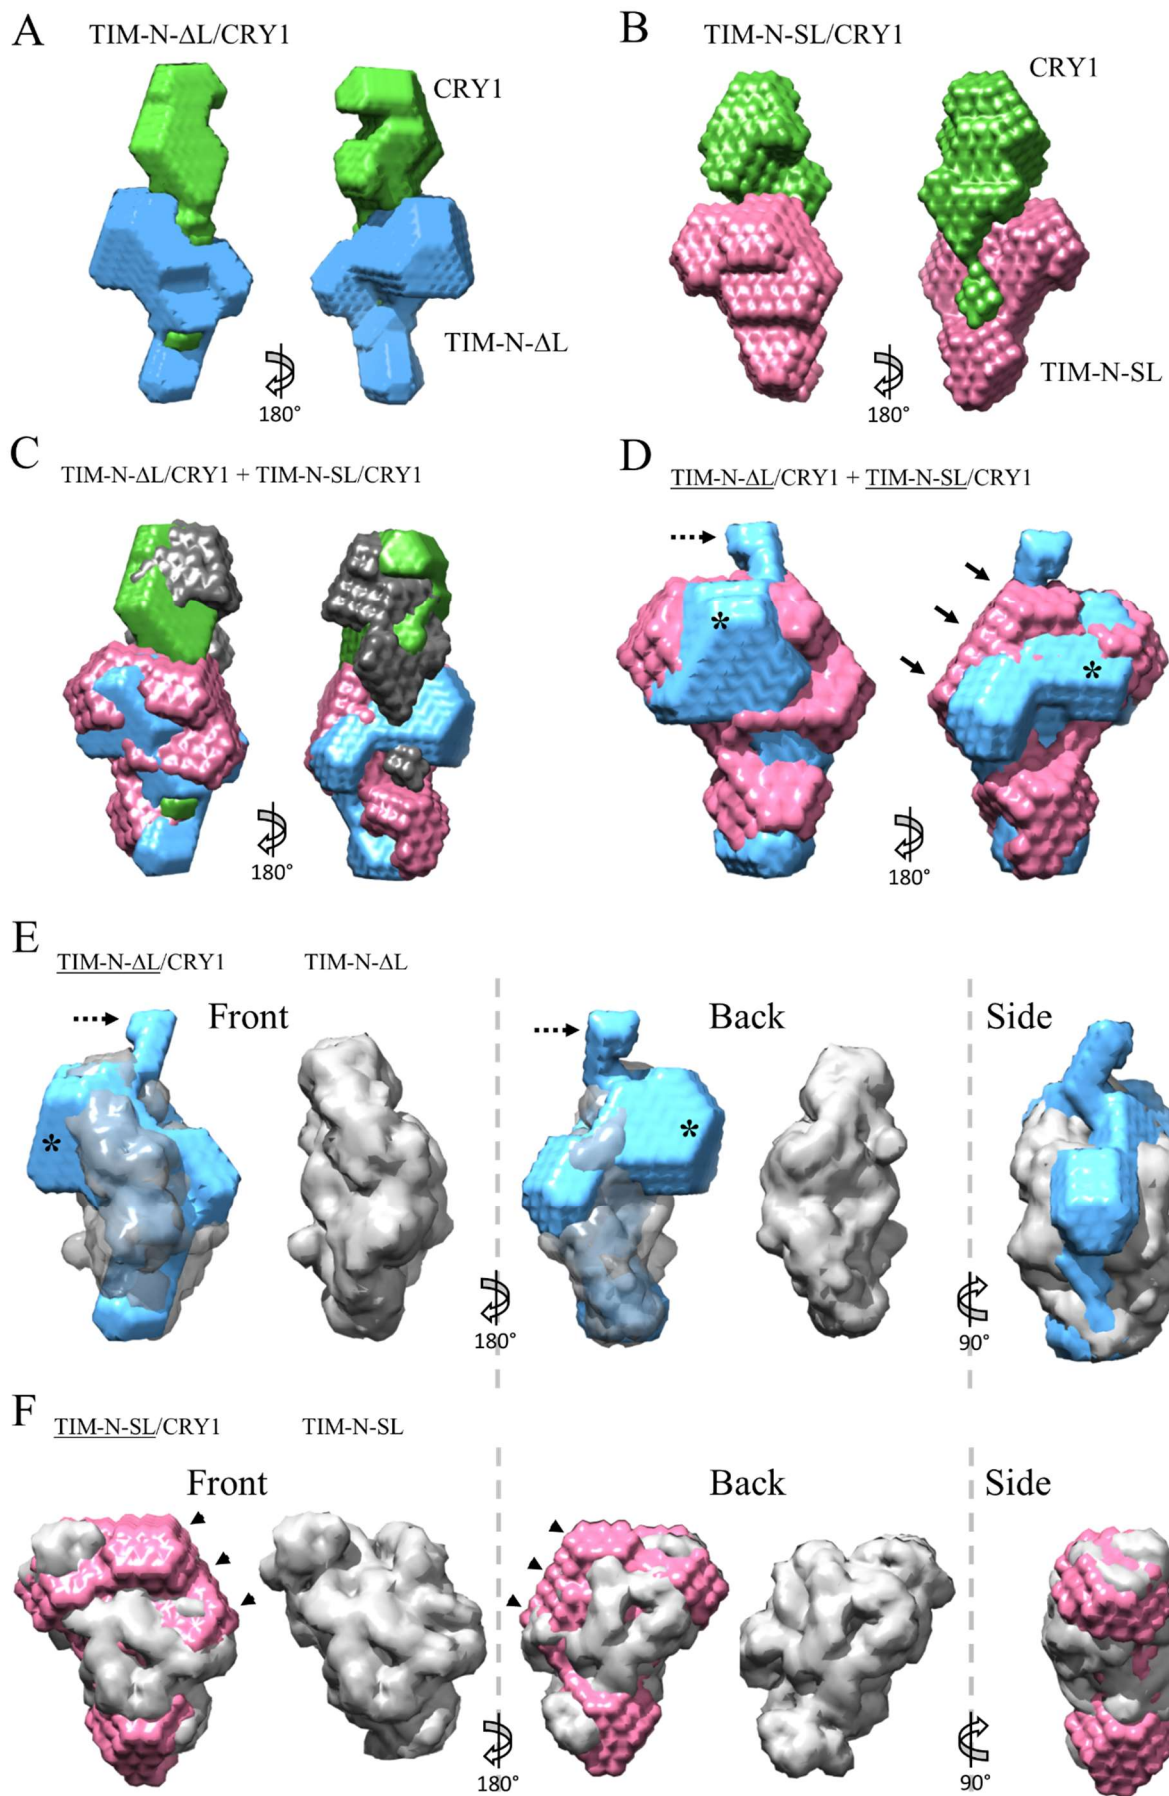 A
TIM-N-ΔL/CRY1
CRY1
TIM-N-ΔL
180°
B
TIM-N-SL/CRY1
CRY1
TIM-N-SL
180°
C
TIM-N-ΔL/CRY1 + TIM-N-SL/CRY1
180°
D
TIM-N-ΔL/CRY1 + TIM-N-SL/CRY1
*
*
180°
E
TIM-N-ΔL/CRY1
TIM-N-ΔL
Front
Back
Side
*
*
180°
90°
F
TIM-N-SL/CRY1
TIM-N-SL
Front
Back
Side
180°
90°